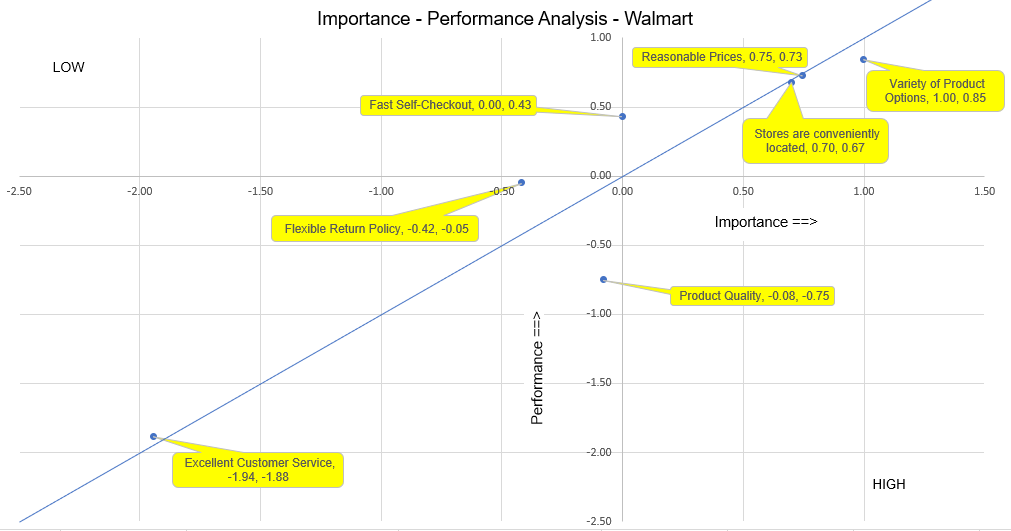 Importance - Performance Analysis - Walmart
LOW
1.00
Reasonable Prices, 0.75, 0.73
Variety of Product
Options, 1.00, 0.85
Fast Self-Checkout, 0.00, 0.43
0.50
Stores are conveniently
located, 0.70, 0.67
0.00
-2.50 -2.00 -1.50 -1.00 -0.50 0.00 0.50 1.00 1.50
Flexible Return Policy, -0.42, -0.05
Importance ==>
-0.50
Product Quality, -0.08, -0.75
-1.00
Performance ==>
-1.50
-2.00
Excellent Customer Service,
-1.94, -1.88
HIGH
-2.50